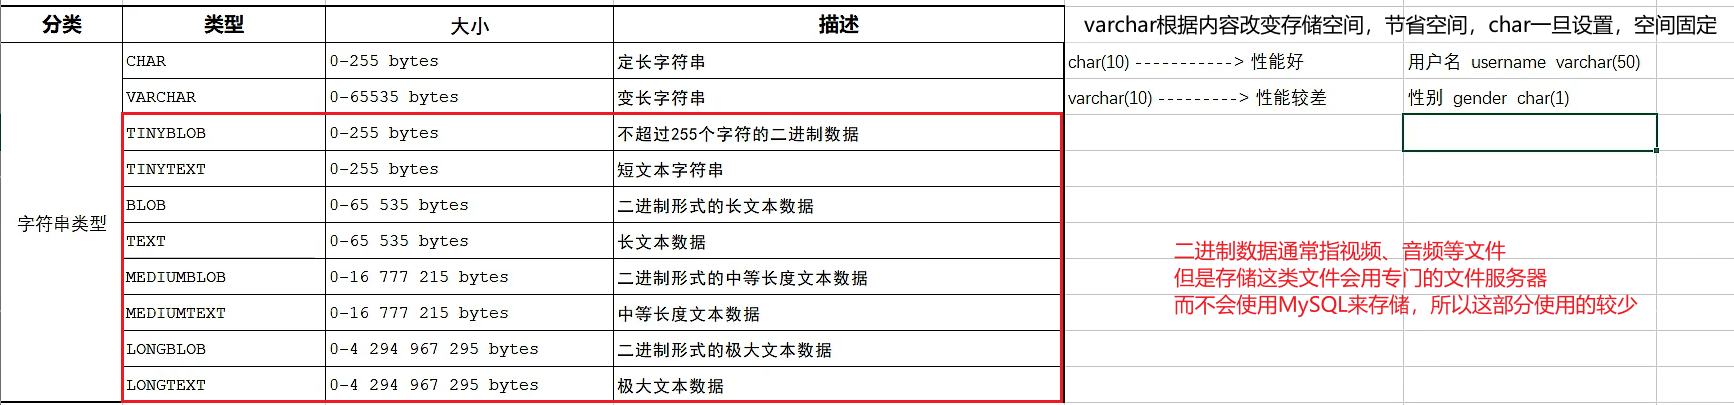 分类 类型 大小 描述 varchar根据内容改变存储空间，节省空间，char一旦设置，空间固定
CHAR 0-255 bytes 定长字符串 char(10) -----------> 性能好 用户名 username varchar(50)
VARCHAR 0-65535 bytes 变长字符串 varchar(10) ---------> 性能较差 性别 gender char(1)
TINYBLOB 0-255 bytes 不超过255个字符的二进制数据
TINYTEXT 0-255 bytes 短文本字符串
字符串类型 BLOB 0-65 535 bytes 二进制形式的长文本数据
TEXT 0-65 535 bytes 长文本数据 二进制数据通常指视频、音频等文件
MEDIUMBLOB 0-16 777 215 bytes 二进制形式的中等长度文本数据 但是存储这类文件会用专门的文件服务器
MEDIUMTEXT 0-16 777 215 bytes 中等长度文本数据 而不会使用MySQL来存储，所以这部分使用的较少
LONGBLOB 0-4 294 967 295 bytes 二进制形式的极大文本数据
LONGTEXT 0-4 294 967 295 bytes 极大文本数据